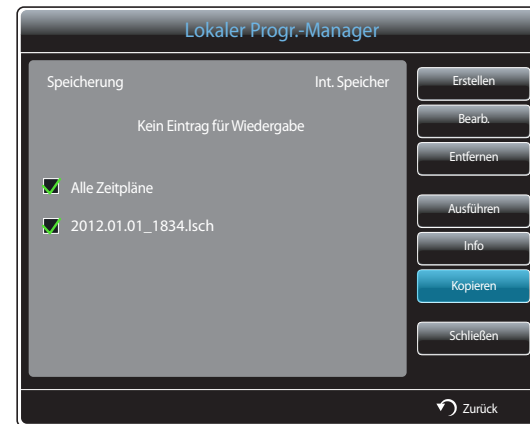 Lokaler Progr.-Manager
Speicherung Int. Speicher
Kein Eintrag für Wiedergabe
Alle Zeitpläne
2012.01.01_1834.lsch
Erstellen
Bearb.
Entfernen
Ausführen
Info
Kopieren
Schließen
Zurück